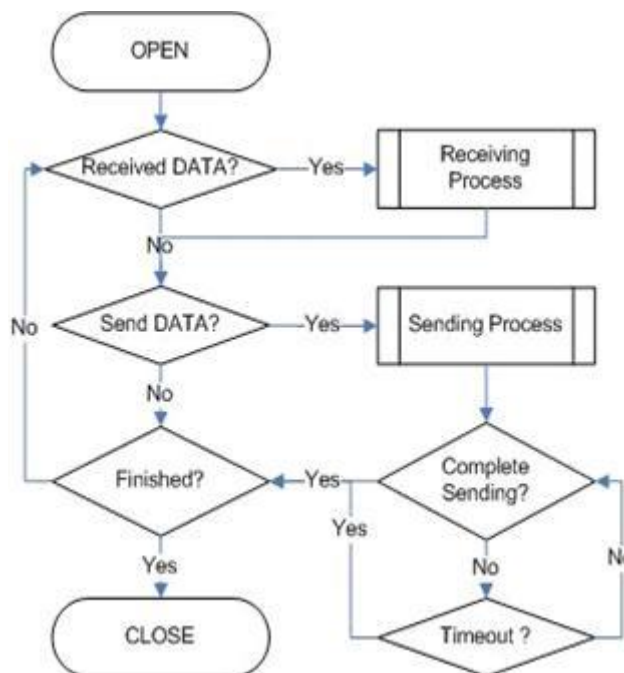 OPEN
Received DATA?
Yes
Receiving
Process
No
Send DATA?
Yes
Sending Process
No
No
Finished?
Yes
Complete
Sending?
Yes
No
No
Yes
CLOSE
Timeout ?